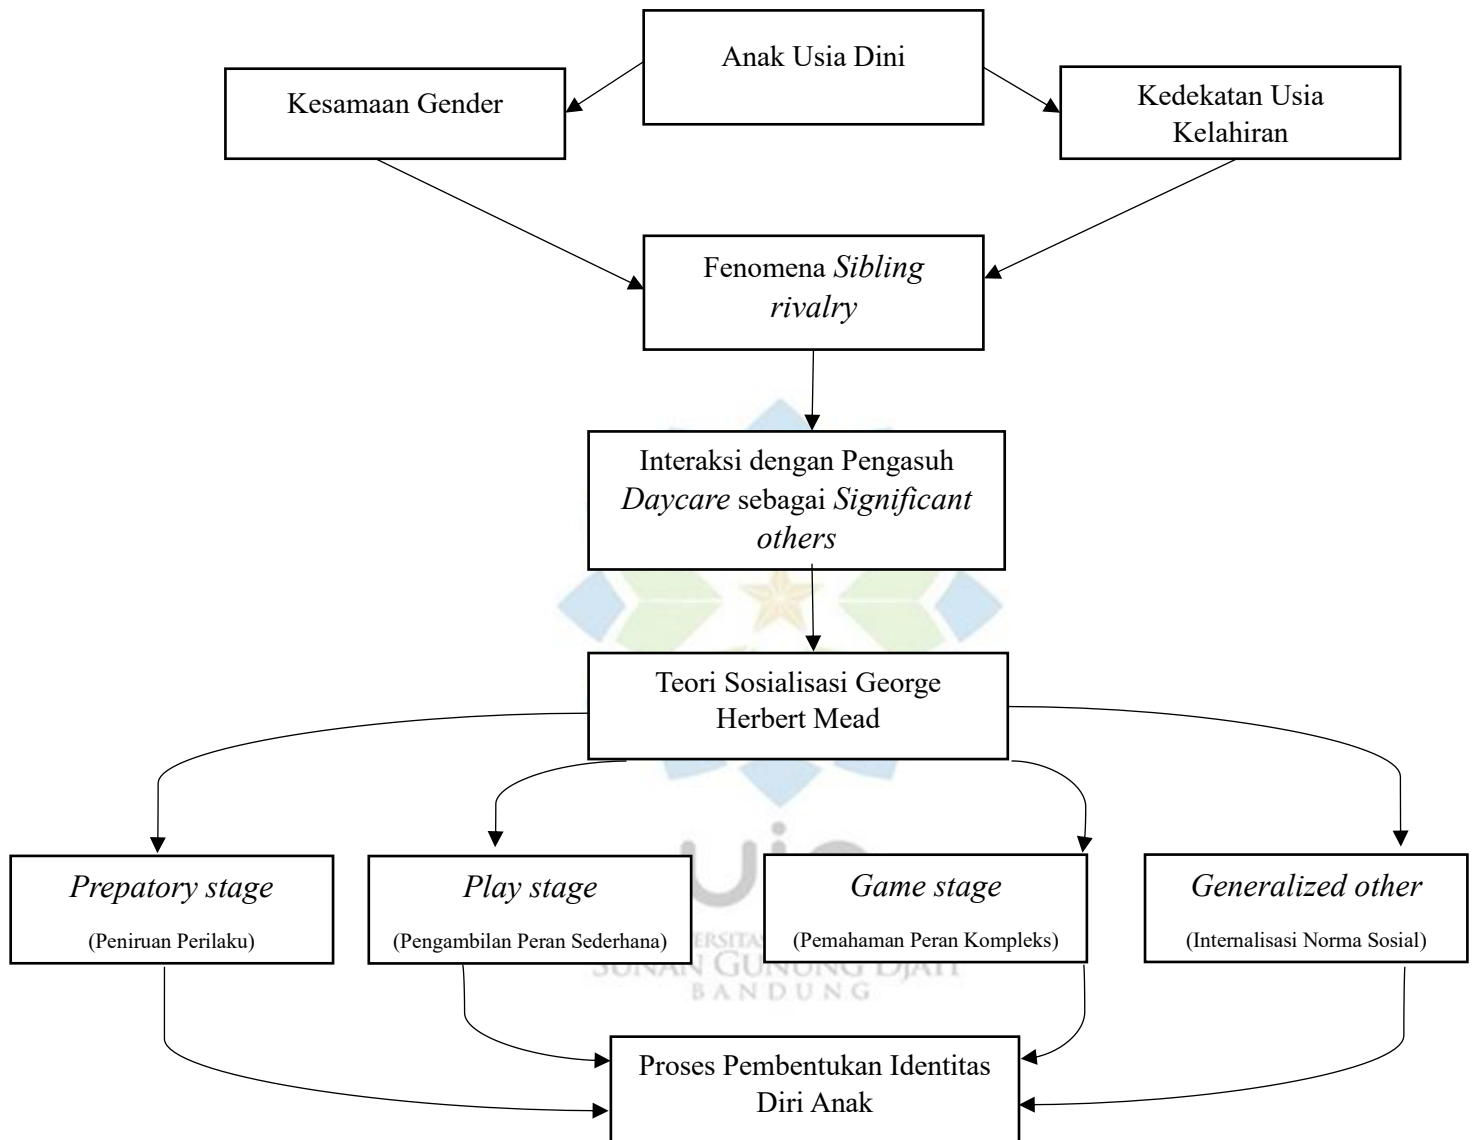 Anak Usia Dini
Kesamaan Gender
Kedekatan Usia
Kelahiran
Fenomena Sibling
rivalry
Interaksi dengan Pengasuh
Daycare sebagai Significant
others
Teori Sosialisasi George
Herbert Mead
Prepatory stage
(Peniruan Perilaku)
Play stage
(Pengambilan Peran Sederhana)
Game stage
(Pemahaman Peran Kompleks)
Generalized other
(Internalisasi Norma Sosial)
SUNAN GUNUNG DJATI
BANDUNG
Proses Pembentukan Identitas
Diri Anak